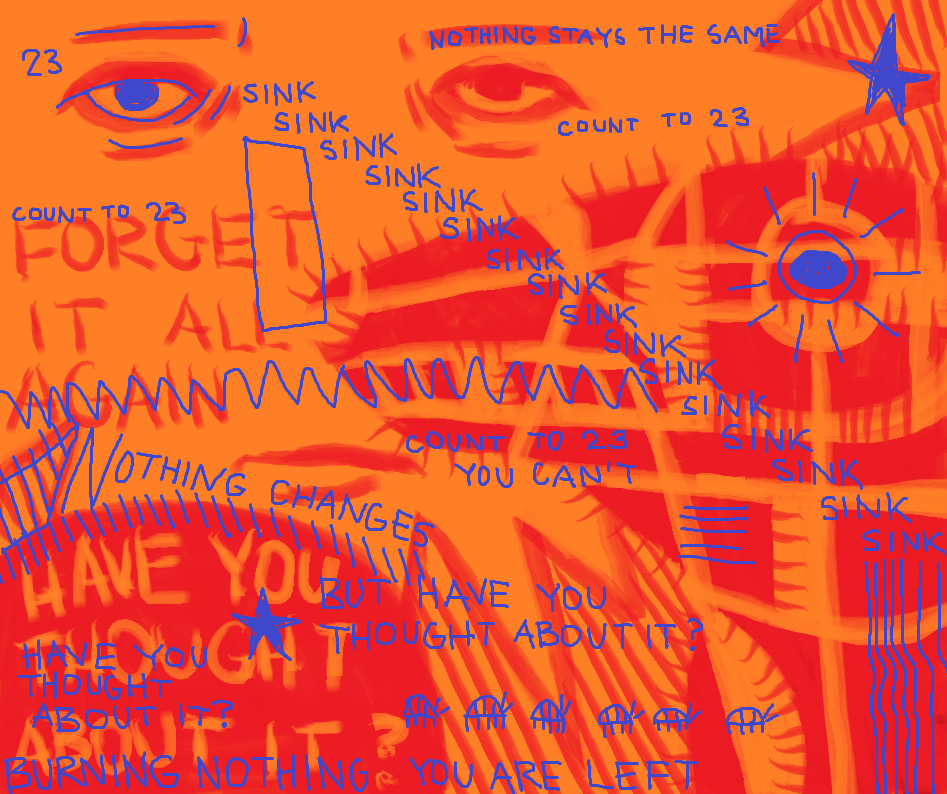 23
NOTHING STAYS THE SAME
SINK
SINK
COUNT TO 23
SINK
SINK
SINK
COUNT TO 23
SINK
FORGET
SINK
SINK
IT ALL
SINK
SINK
SINK
AGAIN
SINK
COUNT TO 23
SINK
YOU CAN'T
SINK
NOTHING CHANGES
SINK
SINK
HAVE YOU
THOUGHT
ABOUT IT?
BUT HAVE YOU
THOUGHT ABOUT IT?
HAVE YOU
THOUGHT
ABOUT IT?
BURNING NOTHING YOU ARE LEFT